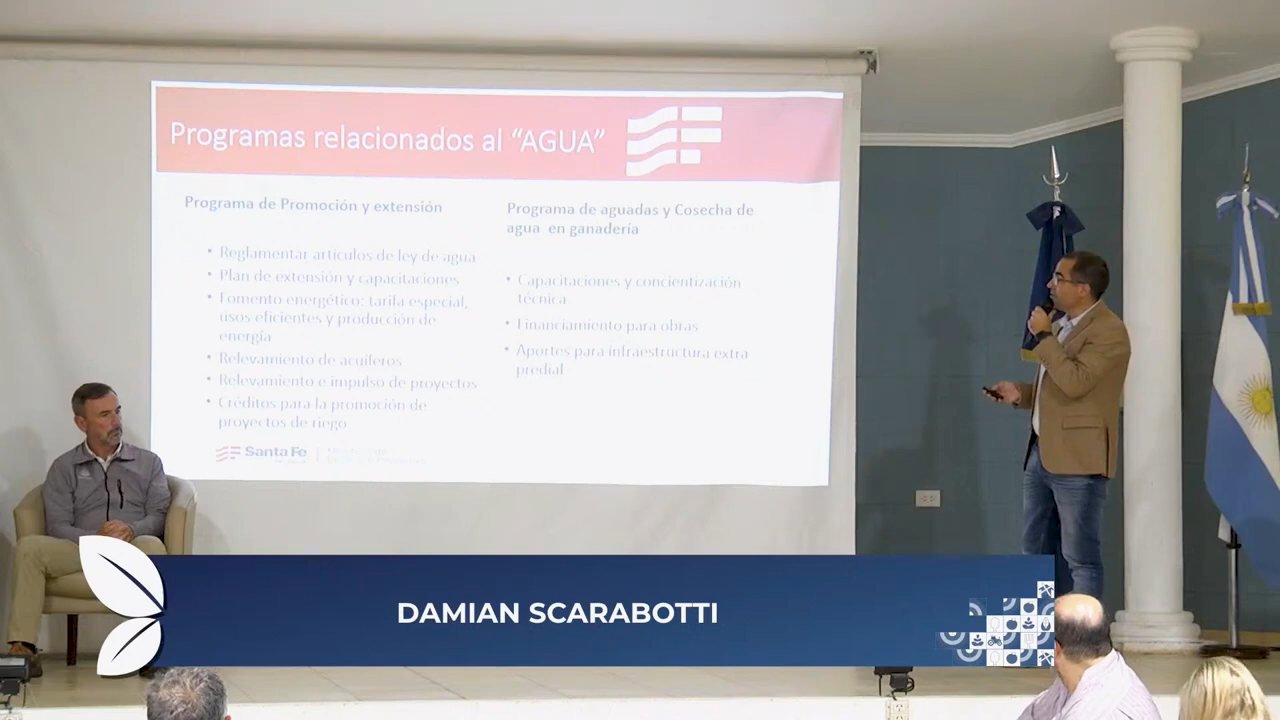 Programas relacionados al “AGUA”
Programa de Promoción y extensión
• Reglamentar artículos de ley de agua
• Plan de extensión y capacitaciones
• Fomento energético: tarifa especial,
usos eficientes y producción de
energía
• Relevamiento de acuíferos
• Relevamiento e impulso de proyectos
• Créditos para la promoción de
proyectos de riego
Programa de aguadas y Cosecha de
agua en ganadería
• Capacitaciones y concientización
técnica
• Financiamiento para obras
• Aportes para infraestructura extra
predial
Santa Fe
DAMIAN SCARABOTTI